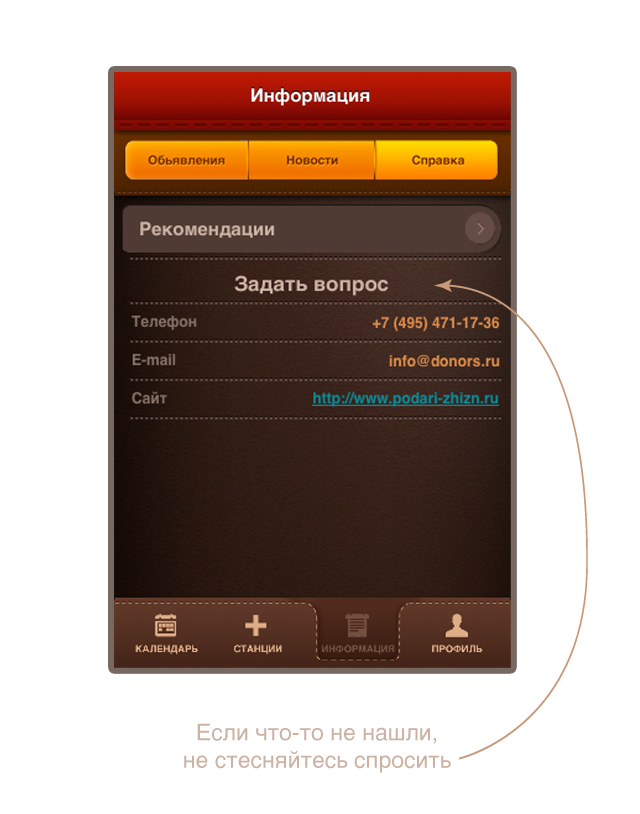 Информация
Обьявления Новости Справка
Рекомендации
Задать вопрос
Телефон +7 (495) 471-17-36
E-mail info@donors.ru
Сайт http://www.podari-zhizn.ru
КАЛЕНДАРЬ СТАНЦИИ ИНФОРМАЦИЯ ПРОФИЛЬ
Если что-то не нашли,
не стесняйтесь спросить